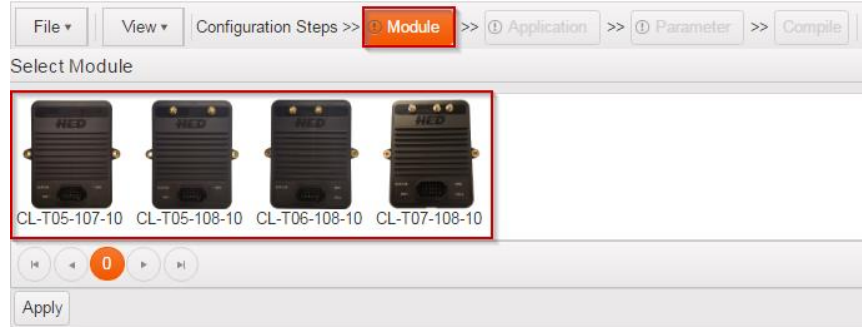 File ▾ View ▾ Configuration Steps >> ! Module >> ! Application >> ! Parameter >> Compile
Select Module
HED HED HED HED
CL-T05-107-10 CL-T05-108-10 CL-T06-108-10 CL-T07-108-10
0
Apply